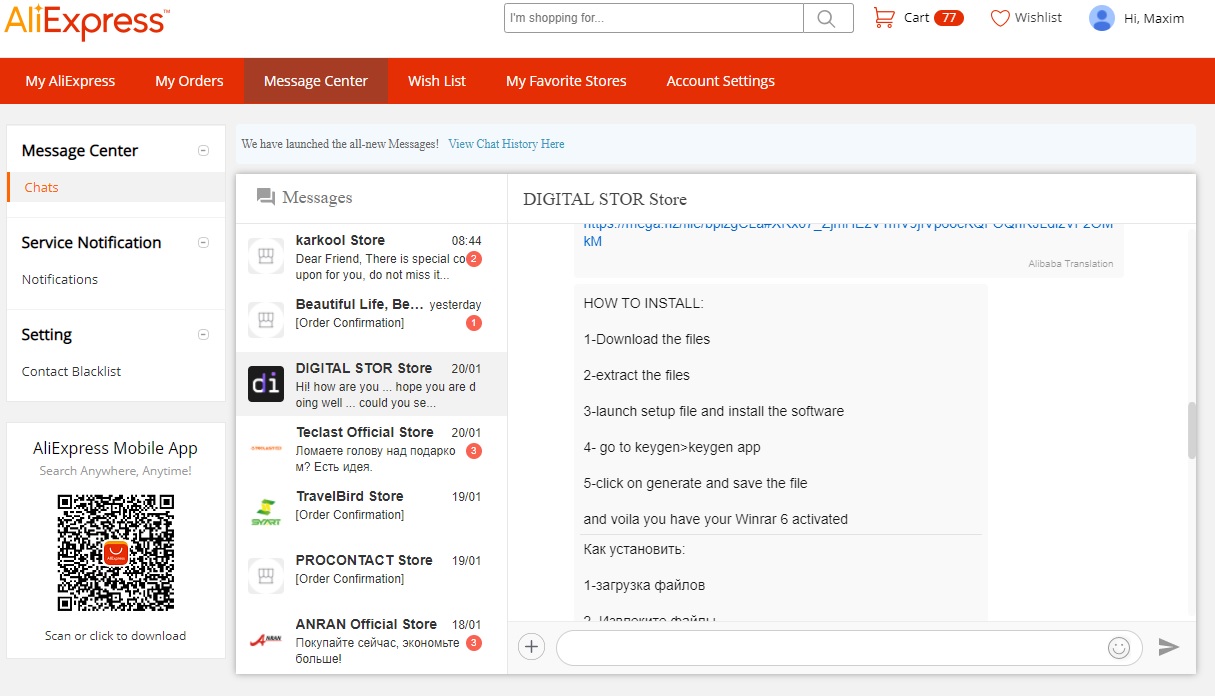 AliExpress™
I'm shopping for...
Cart 77
Wishlist
Hi, Maxim
My AliExpress
My Orders
Message Center
Wish List
My Favorite Stores
Account Settings
Message Center
Chats
Service Notification
Notifications
Setting
Contact Blacklist
AliExpress Mobile App
Search Anywhere, Anytime!
AliExpress
Scan or click to download
We have launched the all-new Messages! View Chat History Here
Messages
karkool Store 08:44
Dear Friend, There is special co 2
upon for you, do not miss it...
Beautiful Life, Be... yesterday
[Order Confirmation] 1
di
DIGITAL STOR Store 20/01
Hi! how are you ... hope you are d
oing well ... could you se...
Teclast Official Store 20/01
Ломаете голову над подарко 3
м? Есть идея.
TravelBird Store 19/01
[Order Confirmation]
PROCONTACT Store 19/01
[Order Confirmation]
ANRAN
ANRAN Official Store 18/01
Покупайте сейчас, экономьте 3
больше!
DIGITAL STOR Store
kM
Alibaba Translation
HOW TO INSTALL:
1-Download the files
2-extract the files
3-launch setup file and install the software
4- go to keygen>keygen app
5-click on generate and save the file
and voila you have your Winrar 6 activated
Как установить:
1-загрузка файлов
2- Извлеките файлы